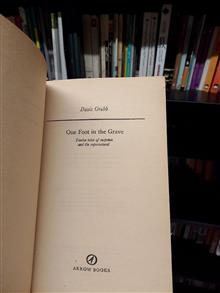 Davis Grubb
One Foot in the Grave
Twelve tales of suspense
and the supernatural
ARROW BOOKS